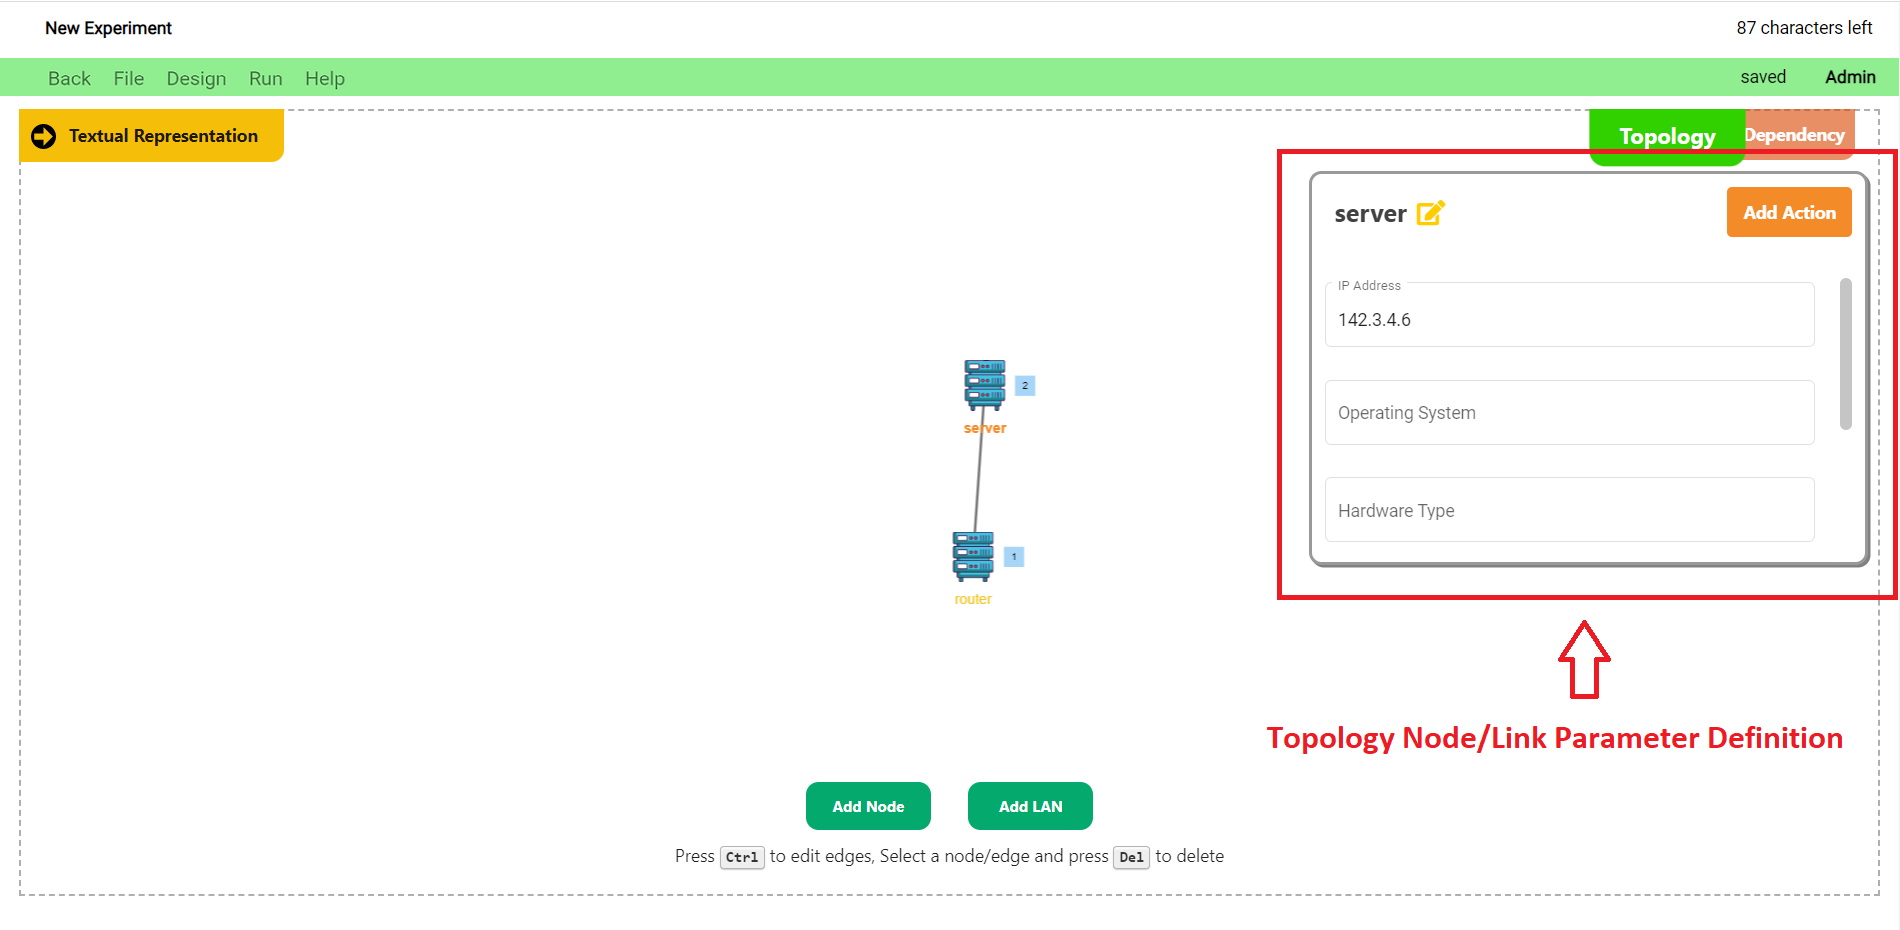 New Experiment
87 characters left
Back File Design Run Help
saved Admin
Textual Representation
Topology
Dependency
server
Add Action
IP Address
142.3.4.6
Operating System
Hardware Type
2
server
1
router
Topology Node/Link Parameter Definition
Add Node
Add LAN
Press Ctrl to edit edges, Select a node/edge and press Del to delete